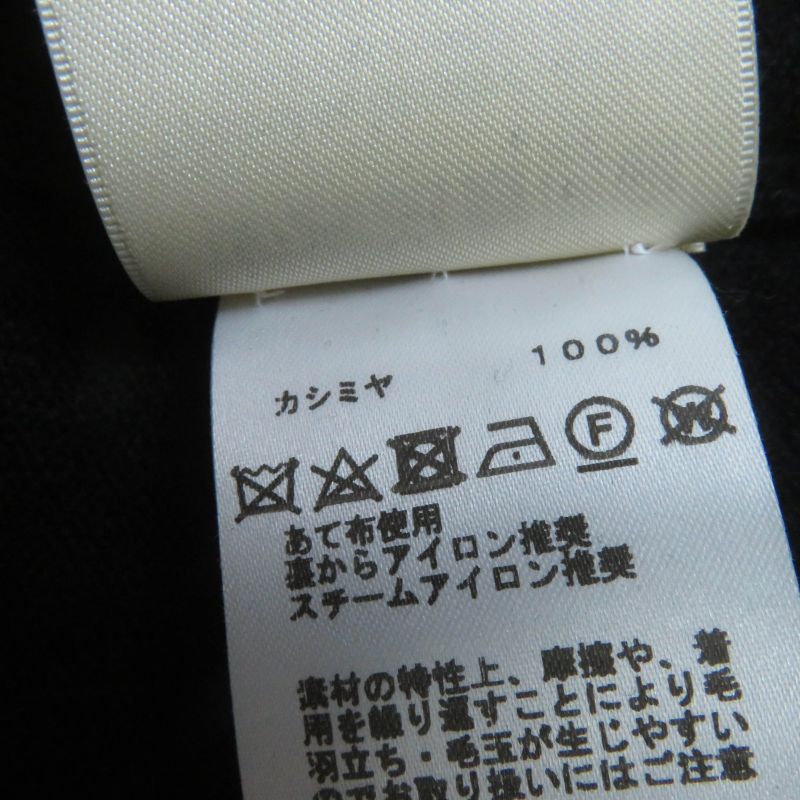 カシミヤ 100%
F W
あて布使用
裏からアイロン推奨
スチームアイロン推奨
素材の特性上、摩擦や、着
用を繰り返すことにより毛
羽立ち・毛玉が生じやすい
のでお取り扱いにはご注意